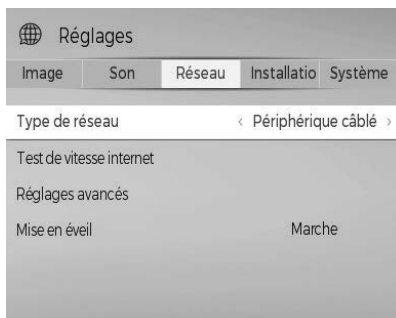 Réglages
Image Son Réseau Installatio Système
Type de réseau < Périphérique câblé >
Test de vitesse internet
Réglages avancés
Mise en éveil Marche